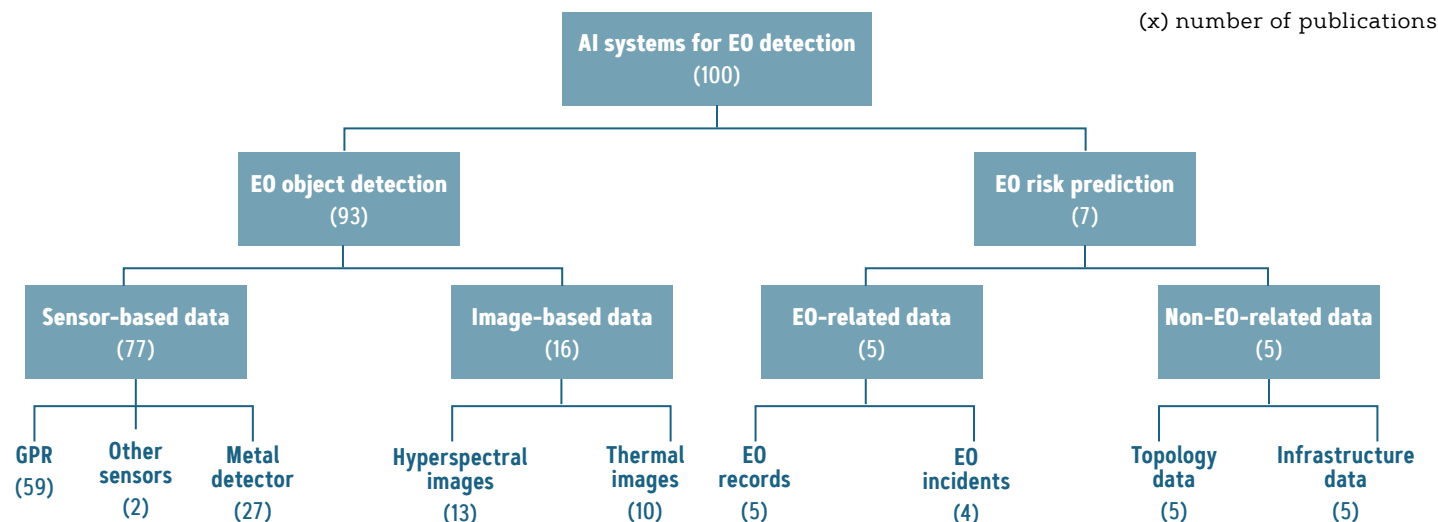 (x) number of publications
AI systems for EO detection
(100)
EO object detection
(93)
EO risk prediction
(7)
Sensor-based data
(77)
Image-based data
(16)
EO-related data
(5)
Non-EO-related data
(5)
GPR
(59)
Other
sensors
(2)
Metal
detector
(27)
Hyperspectral
images
(13)
Thermal
images
(10)
EO
records
(5)
EO
incidents
(4)
Topology
data
(5)
Infrastructure
data
(5)